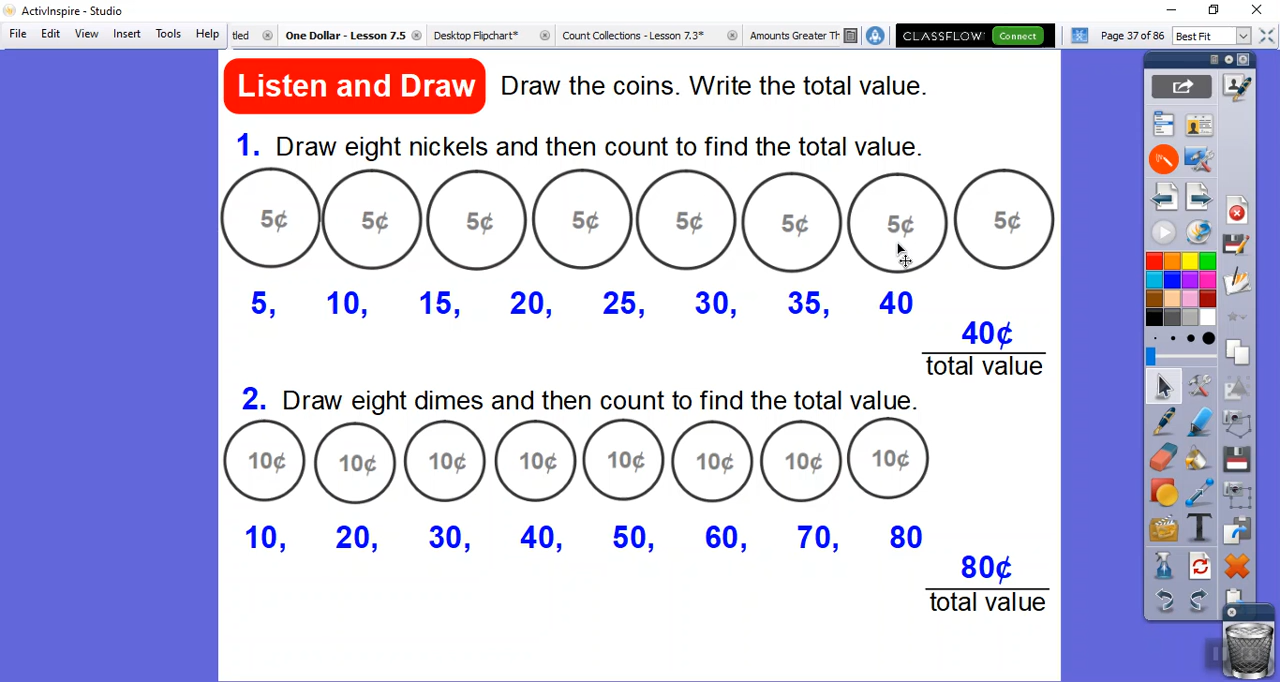 ActivInspire - Studio
File Edit View Insert Tools Help tled One Dollar - Lesson 7.5 Desktop Flipchart* Count Collections - Lesson 7.3* Amounts Greater Th CLASSFLOW Connect Page 37 of 86 Best Fit
Listen and Draw Draw the coins. Write the total value.
1. Draw eight nickels and then count to find the total value.
5¢ 5¢ 5¢ 5¢ 5¢ 5¢ 5¢ 5¢
5, 10, 15, 20, 25, 30, 35, 40
40¢
total value
2. Draw eight dimes and then count to find the total value.
10¢ 10¢ 10¢ 10¢ 10¢ 10¢ 10¢ 10¢
10, 20, 30, 40, 50, 60, 70, 80
80¢
total value